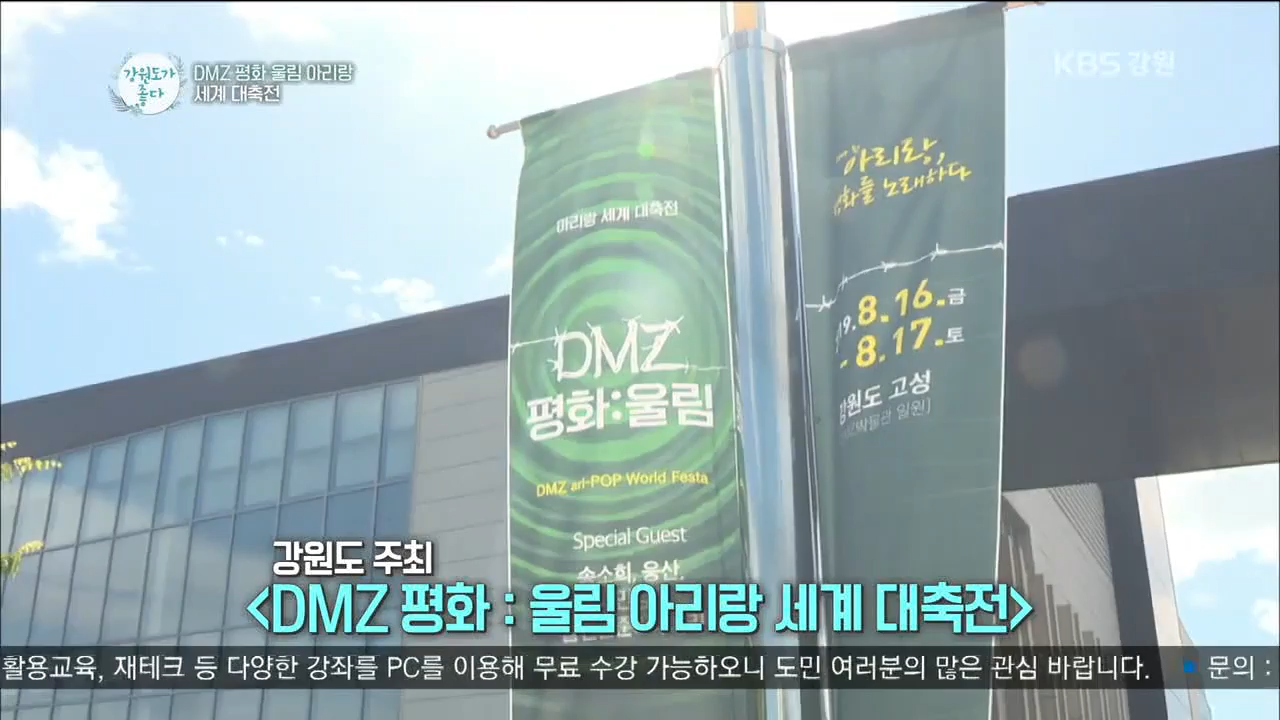 강원도가
좋다
DMZ 평화 울림 아리랑
세계 대축전
KBS 강원
아리랑 세계 대축전
DMZ
평화:울림
DMZ ari-POP World Festa
Special Guest
송소희, 웅산,
아리랑,
노래하다
8.16.금
- 8.17.토
강원도 고성
강원도 주최
<DMZ 평화 : 울림 아리랑 세계 대축전>
활용교육, 재테크 등 다양한 강좌를 PC를 이용해 무료 수강 가능하오니 도민 여러분의 많은 관심 바랍니다. ■ 문의 :